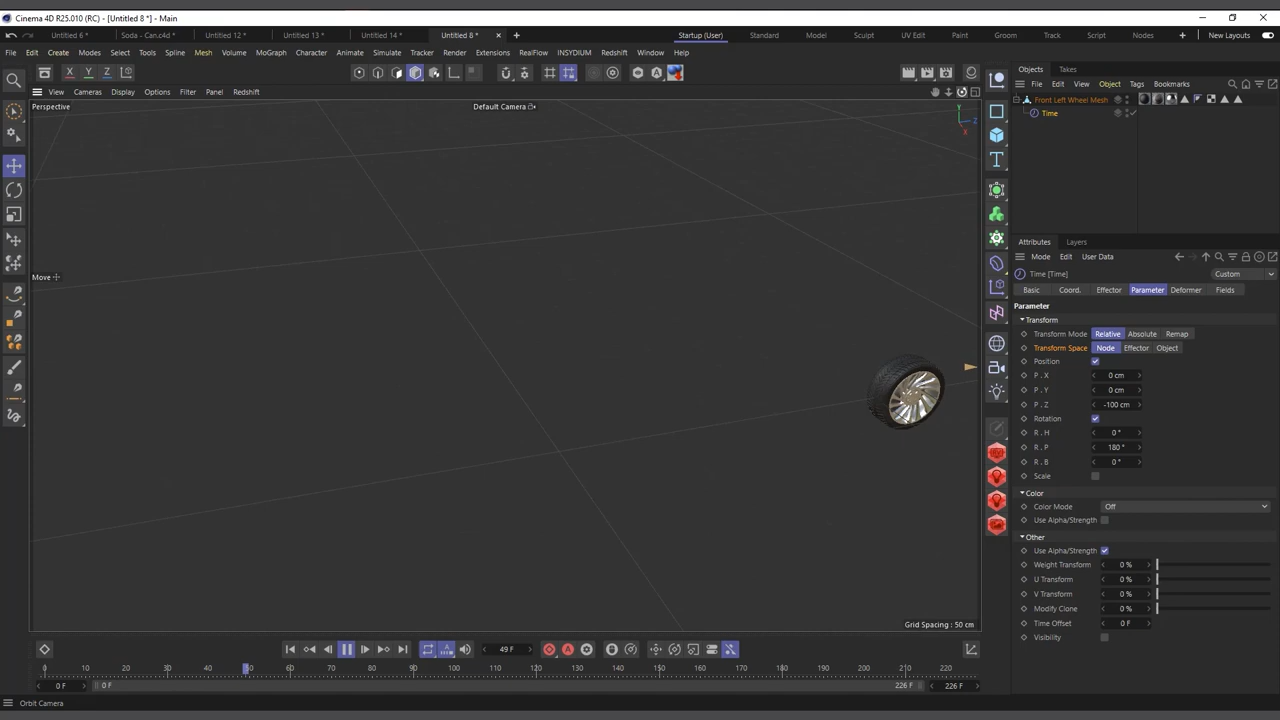 Cinema 4D R25.010 (RC) - [Untitled 8 *] - Main
Untitled 6 * Soda - Can.c4d * Untitled 12 * Untitled 13 * Untitled 14 * Untitled 8 * Startup (User) Standard Model Sculpt UV Edit Paint Groom Track Script Nodes New Layouts
File Edit Create Modes Select Tools Spline Mesh Volume MoGraph Character Animate Simulate Tracker Render Extensions RealFlow INSYDIUM Redshift Window Help
View Cameras Display Options Filter Panel Redshift
Perspective
Default Camera
Y
Z
X
Move
Grid Spacing : 50 cm
Objects Takes
File Edit View Object Tags Bookmarks
Front Left Wheel Mesh
Time
Attributes Layers
Mode Edit User Data
Time [Time] Custom
Basic Coord. Effector Parameter Deformer Fields
Parameter
Transform
Transform Mode Relative Absolute Remap
Transform Space Node Effector Object
Position
P . X 0 cm
P . Y 0 cm
P . Z -100 cm
Rotation
R . H 0 °
R . P 180 °
R . B 0 °
Scale
Color
Color Mode Off
Use Alpha/Strength
Other
Use Alpha/Strength
Weight Transform 0 %
U Transform 0 %
V Transform 0 %
Modify Clone 0 %
Time Offset 0 F
Visibility
49 F
0 10 20 30 40 50 60 70 80 90 100 110 120 130 140 150 160 170 180 190 200 210 220
0 F 0 F 226 F 226 F
Orbit Camera